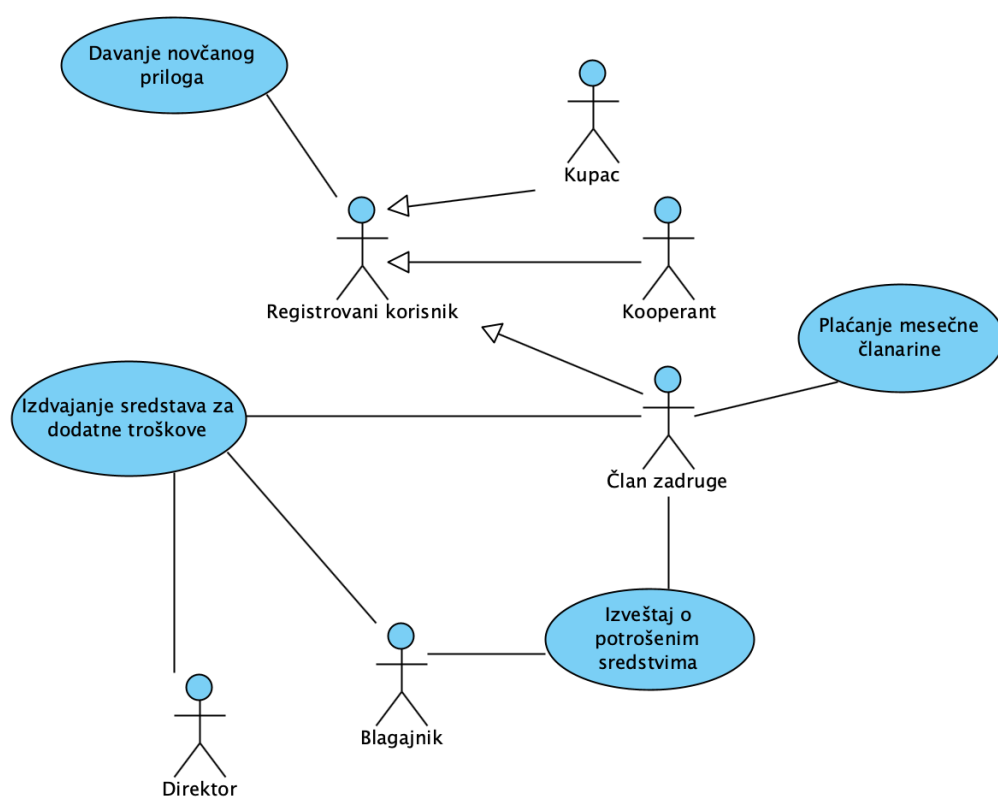 Davanje novčanog
priloga
Kupac
Registrovani korisnik
Kooperant
Plaćanje mesečne
članarine
Izdvajanje sredstava za
dodatne troškove
Član zadruge
Izveštaj o
potrošenim
sredstvima
Blagajnik
Direktor